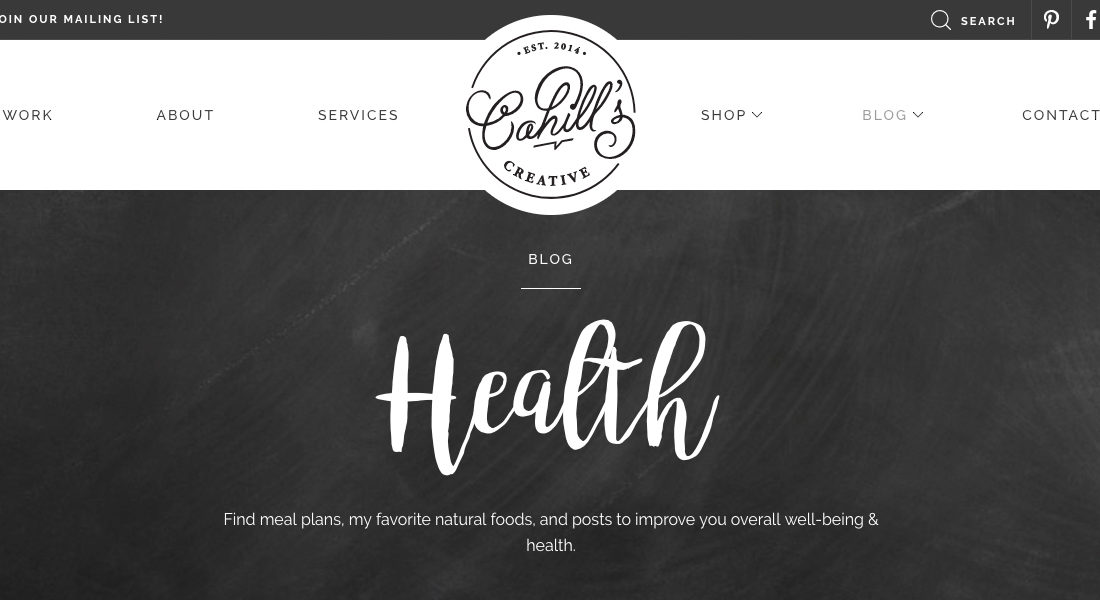 OIN OUR MAILING LIST!
SEARCH
• EST. 2014 •
Cahill's
CREATIVE
WORK
ABOUT
SERVICES
SHOP
BLOG
CONTACT
BLOG
Health
Find meal plans, my favorite natural foods, and posts to improve you overall well-being &
health.